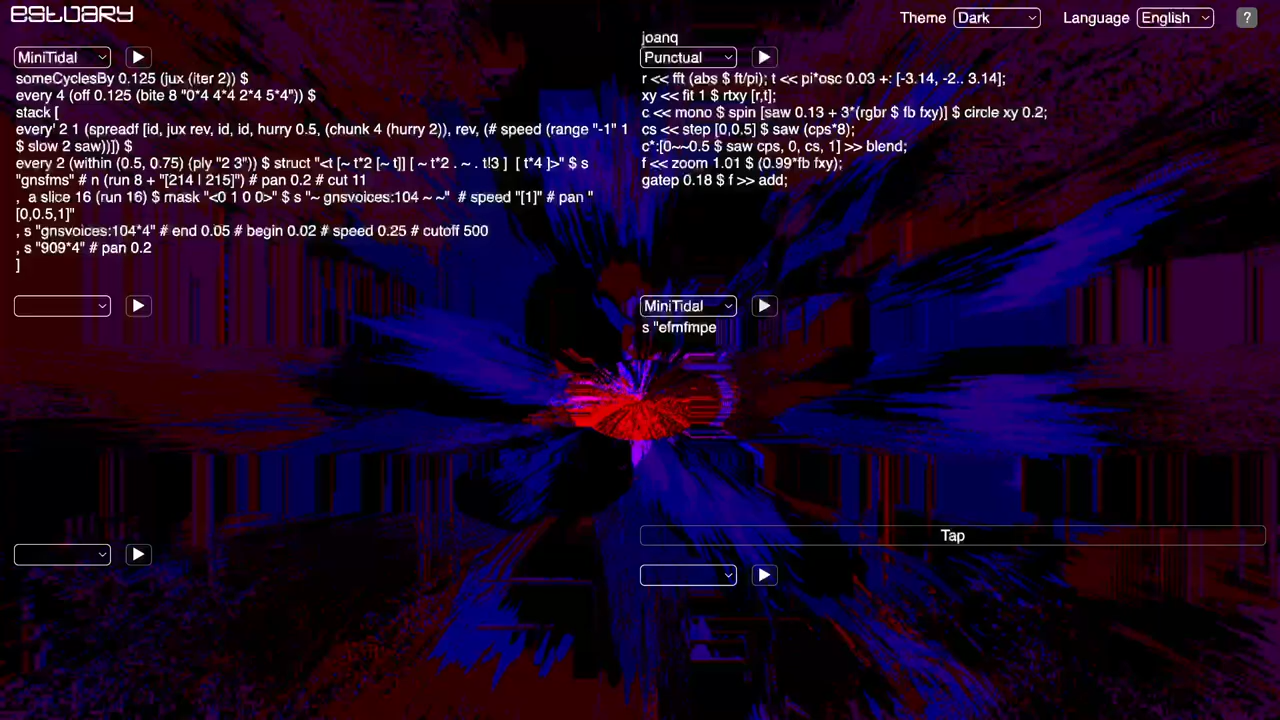 estuary
Theme Dark Language English ?
MiniTidal
someCyclesBy 0.125 (jux (iter 2)) $
every 4 (off 0.125 (bite 8 "0*4 4*4 2*4 5*4")) $
stack [
every' 2 1 (spreadf [id, jux rev, id, id, hurry 0.5, (chunk 4 (hurry 2)), rev, (# speed (range "-1" 1
$ slow 2 saw))]) $
every 2 (within (0.5, 0.75) (ply "2 3")) $ struct "<t [~ t*2 [~ t]] [ ~ t*2 . ~ . t!3 ]  [ t*4 ]>" $ s
"gnsfms" # n (run 8 + "[214 | 215]") # pan 0.2 # cut 11
,  a slice 16 (run 16) $ mask "<0 1 0 0>" $ s "~ gnsvoices:104 ~ ~"  # speed "[1]" # pan "
[0,0.5,1]"
, s "gnsvoices:104*4" # end 0.05 # begin 0.02 # speed 0.25 # cutoff 500
, s "909*4" # pan 0.2
]
joanq
Punctual
r << fft (abs $ ft/pi); t << pi*osc 0.03 +: [-3.14, -2.. 3.14];
xy << fit 1 $ rtxy [r,t];
c << mono $ spin [saw 0.13 + 3*(rgbr $ fb fxy)] $ circle xy 0.2;
cs << step [0,0.5] $ saw (cps*8);
c*:[0~~0.5 $ saw cps, 0, cs, 1] >> blend;
f << zoom 1.01 $ (0.99*fb fxy);
gatep 0.18 $ f >> add;
MiniTidal
s "efmfmpe
Tap